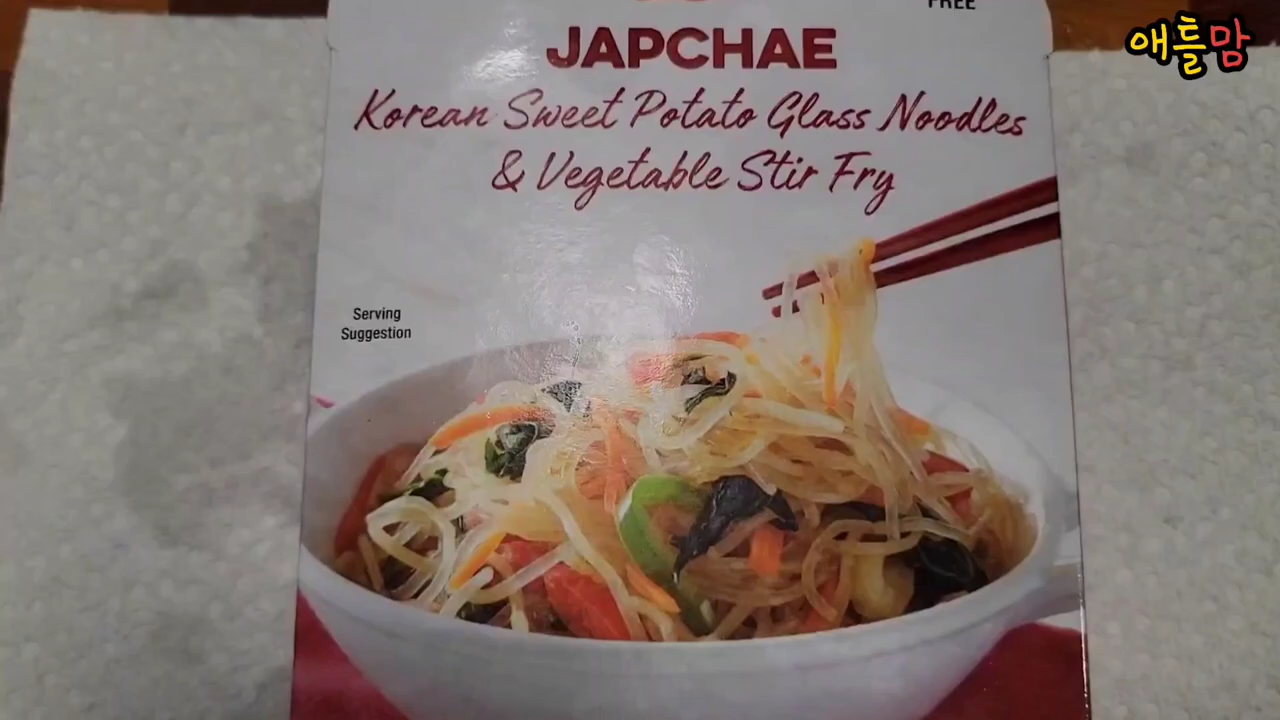 FREE
애틀맘
JAPCHAE
Korean Sweet Potato Glass Noodles
& Vegetable Stir Fry
Serving
Suggestion